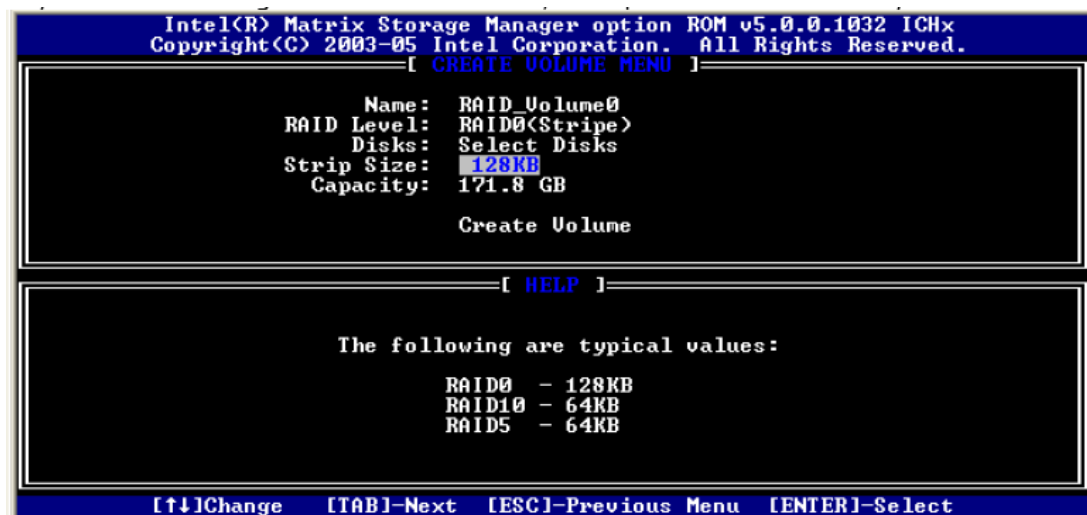 Intel(R) Matrix Storage Manager option ROM v5.0.0.1032 ICHx
Copyright(C) 2003-05 Intel Corporation. All Rights Reserved.
[ CREATE VOLUME MENU ]
Name: RAID_Volume0
RAID Level: RAID0(Stripe)
Disks: Select Disks
Strip Size: 128KB
Capacity: 171.8 GB
Create Volume
[ HELP ]
The following are typical values:
RAID0 - 128KB
RAID10 - 64KB
RAID5 - 64KB
[↑↓]Change [TAB]-Next [ESC]-Previous Menu [ENTER]-Select